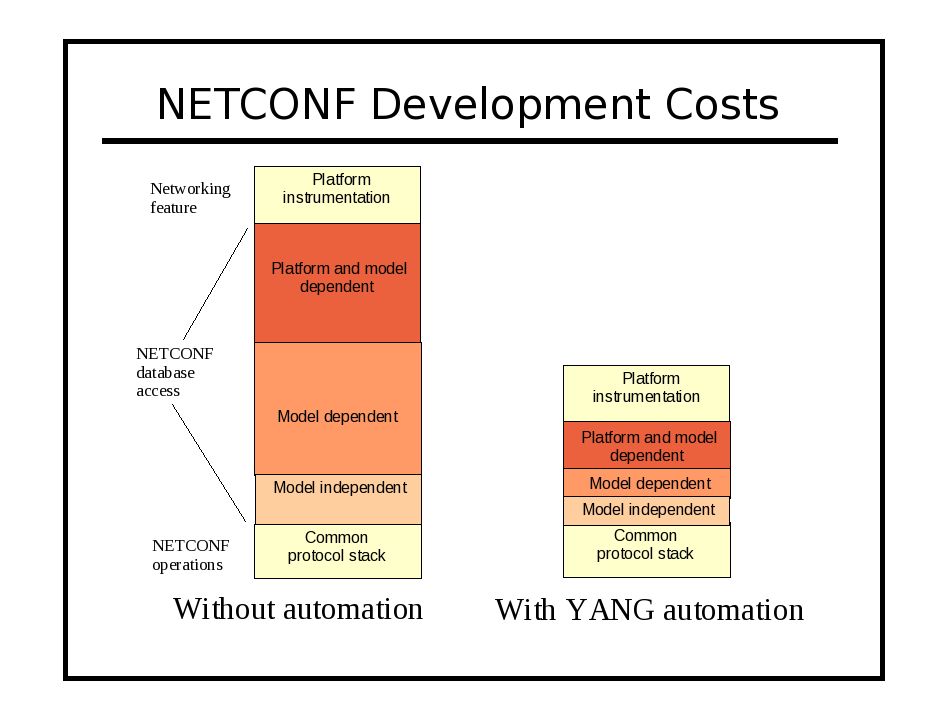 NETCONF Development Costs
Networking
feature
NETCONF
database
access
NETCONF
operations
Platform
instrumentation
Platform and model
dependent
Model dependent
Model independent
Common
protocol stack
Without automation
Platform
instrumentation
Platform and model
dependent
Model dependent
Model independent
Common
protocol stack
With YANG automation